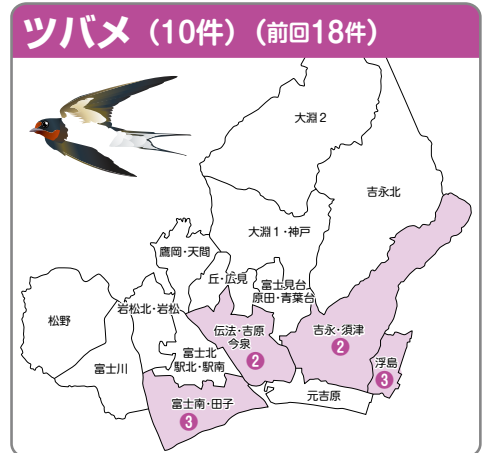 ツバメ（10件）（前回18件）
大淵2
吉永北
大淵1・神戸
鷹岡・天間
丘・広見
富士見台
原田・青葉台
岩松北・岩松
松野
伝法・吉原
今泉
2
吉永・須津
2
浮島
3
富士川
富士北
駅北・駅南
元吉原
富士南・田子
3